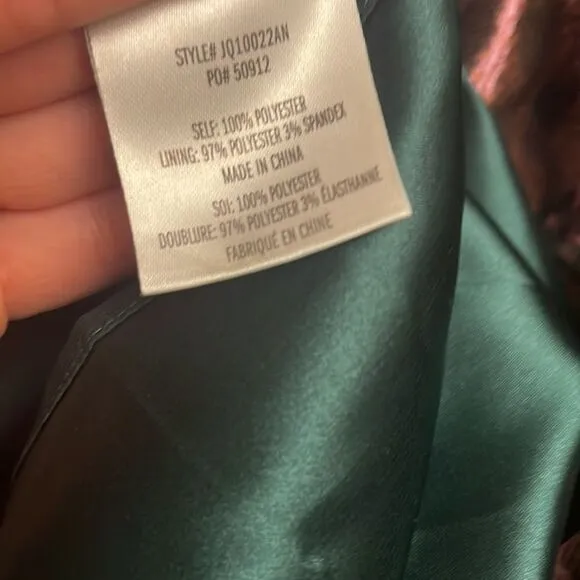 STYLE# JQ10022AN
PO# 50912
SELF: 100% POLYESTER
LINING: 97% POLYESTER 3% SPANDEX
MADE IN CHINA
SOI: 100% POLYESTER
DOUBLURE: 97% POLYESTER 3% ÉLASTHANNE
FABRIQUÉ EN CHINE